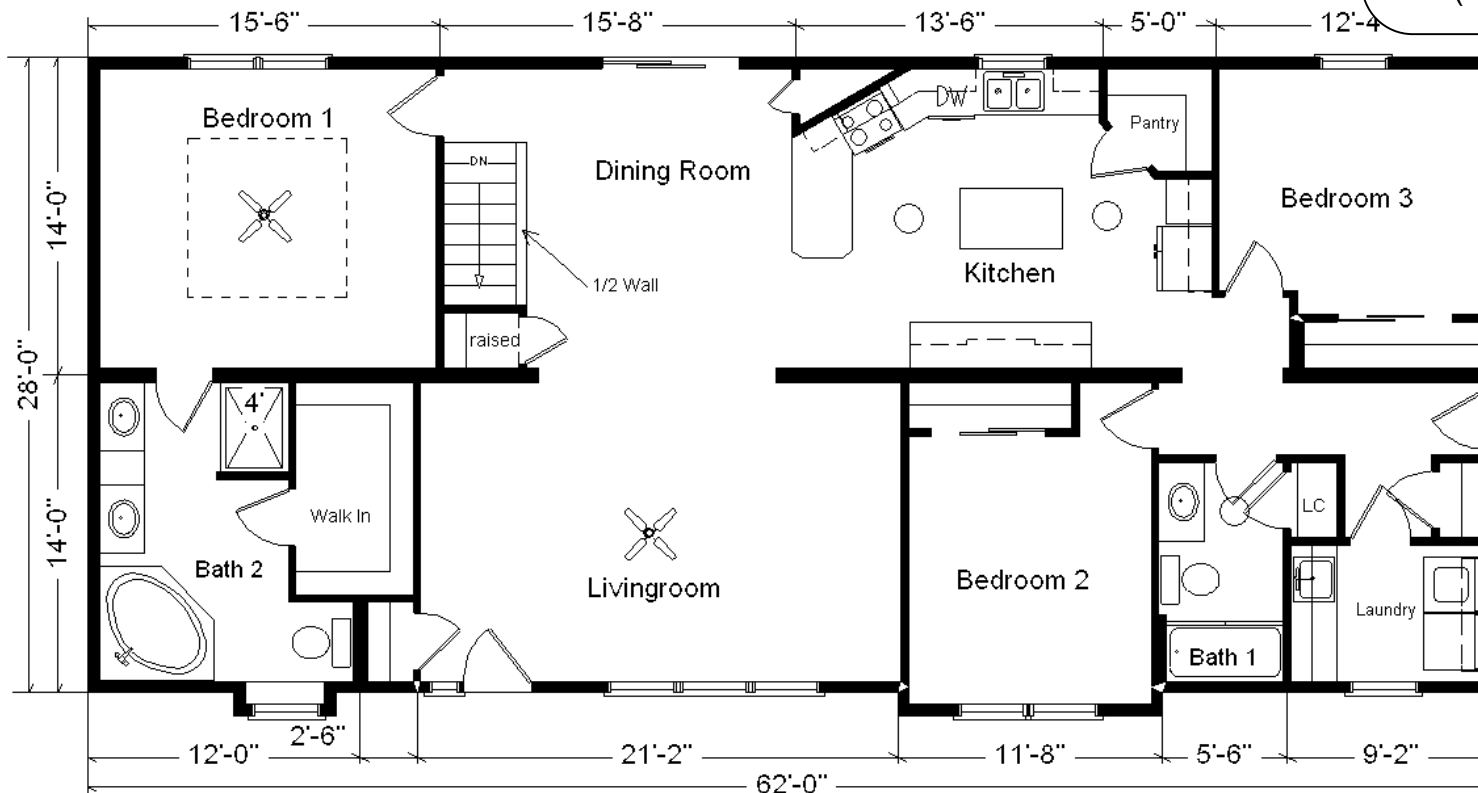 15'-6"
15'-8"
13'-6"
5'-0"
12'-4
Bedroom 1
DW
Pantry
DN
Dining Room
Bedroom 3
14'-0"
1/2 Wall
Kitchen
raised
28'-0"
4'
14'-0"
Walk In
LC
Bath 2
Livingroom
Bedroom 2
Laundry
Bath 1
2'-6"
12'-0"
21'-2"
11'-8"
5'-6"
9'-2"
62'-0"